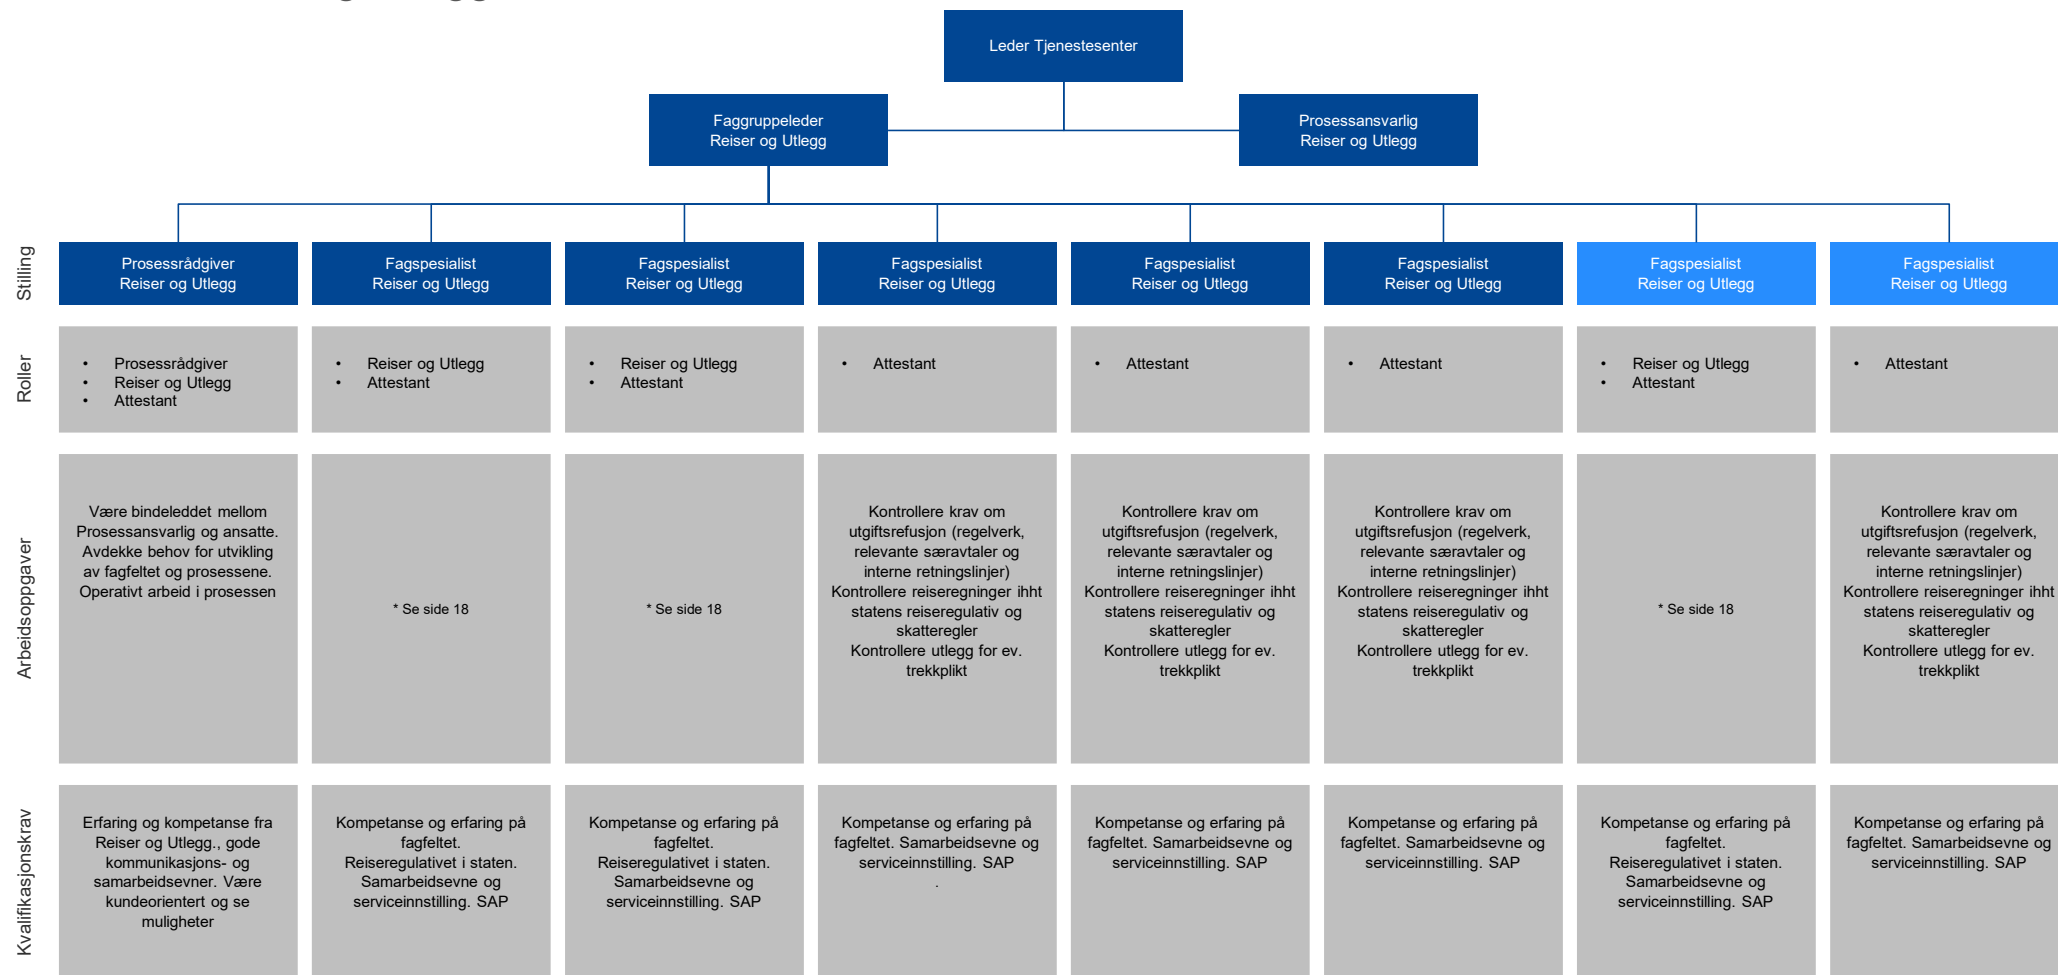 Leder Tjenestesenter
Faggruppeleder
Reiser og Utlegg
Prosessansvarlig
Reiser og Utlegg
Stilling
Prosessrådgiver
Reiser og Utlegg
Fagspesialist
Reiser og Utlegg
Fagspesialist
Reiser og Utlegg
Fagspesialist
Reiser og Utlegg
Fagspesialist
Reiser og Utlegg
Fagspesialist
Reiser og Utlegg
Fagspesialist
Reiser og Utlegg
Fagspesialist
Reiser og Utlegg
Roller
• Prosessrådgiver
• Reiser og Utlegg
• Attestant
• Reiser og Utlegg
• Attestant
• Reiser og Utlegg
• Attestant
• Attestant
• Attestant
• Attestant
• Reiser og Utlegg
• Attestant
• Attestant
Arbeidsoppgaver
Være bindeleddet mellom
Prosessansvarlig og ansatte.
Avdekke behov for utvikling
av fagfeltet og prosessene.
Operativt arbeid i prosessen
* Se side 18
* Se side 18
Kontrollere krav om
utgiftsrefusjon (regelverk,
relevante særavtaler og
interne retningslinjer)
Kontrollere reiseregninger ihht
statens reiseregulativ og
skatteregler
Kontrollere utlegg for ev.
trekkplikt
Kontrollere krav om
utgiftsrefusjon (regelverk,
relevante særavtaler og
interne retningslinjer)
Kontrollere reiseregninger ihht
statens reiseregulativ og
skatteregler
Kontrollere utlegg for ev.
trekkplikt
Kontrollere krav om
utgiftsrefusjon (regelverk,
relevante særavtaler og
interne retningslinjer)
Kontrollere reiseregninger ihht
statens reiseregulativ og
skatteregler
Kontrollere utlegg for ev.
trekkplikt
* Se side 18
Kontrollere krav om
utgiftsrefusjon (regelverk,
relevante særavtaler og
interne retningslinjer)
Kontrollere reiseregninger ihht
statens reiseregulativ og
skatteregler
Kontrollere utlegg for ev.
trekkplikt
Kvalifikasjonskrav
Erfaring og kompetanse fra
Reiser og Utlegg., gode
kommunikasjons- og
samarbeidsevner. Være
kundeorientert og se
muligheter
Kompetanse og erfaring på
fagfeltet.
Reiseregulativet i staten.
Samarbeidsevne og
serviceinnstilling. SAP
Kompetanse og erfaring på
fagfeltet.
Reiseregulativet i staten.
Samarbeidsevne og
serviceinnstilling. SAP
Kompetanse og erfaring på
fagfeltet. Samarbeidsevne og
serviceinnstilling. SAP
.
Kompetanse og erfaring på
fagfeltet. Samarbeidsevne og
serviceinnstilling. SAP
Kompetanse og erfaring på
fagfeltet. Samarbeidsevne og
serviceinnstilling. SAP
Kompetanse og erfaring på
fagfeltet.
Reiseregulativet i staten.
Samarbeidsevne og
serviceinnstilling. SAP
Kompetanse og erfaring på
fagfeltet. Samarbeidsevne og
serviceinnstilling. SAP